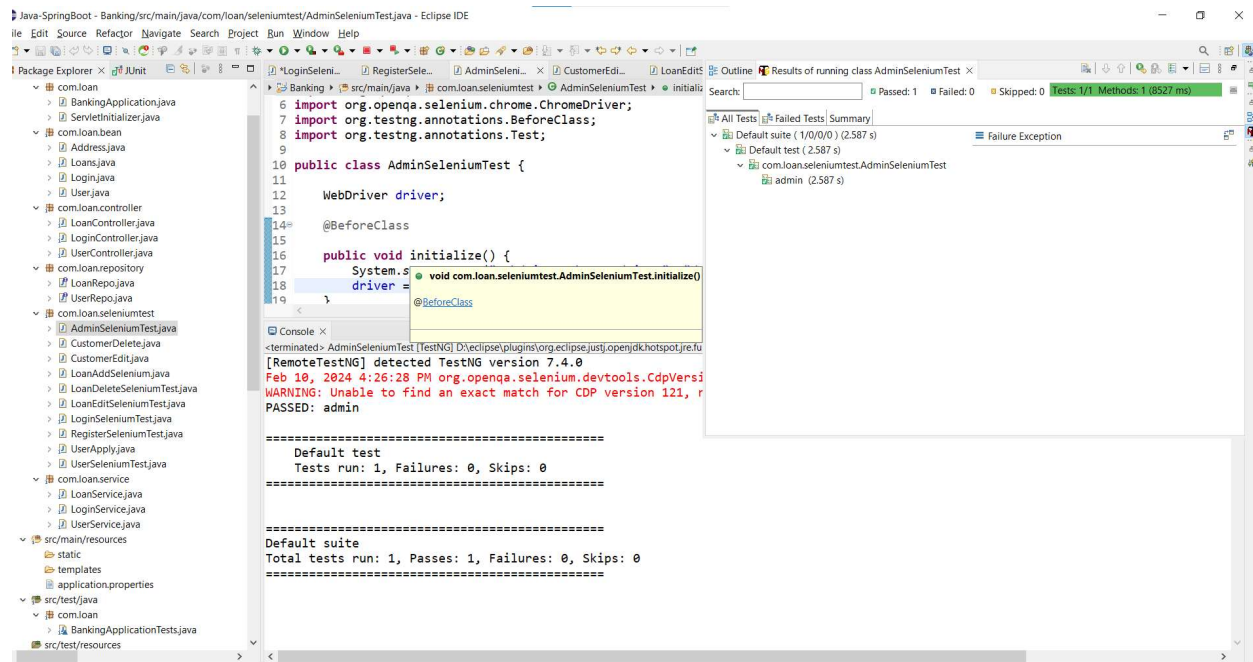 Java-SpringBoot - Banking/src/main/java/com/loan/seleniumtest/AdminSeleniumTest.java - Eclipse IDE
ile Edit Source Refactor Navigate Search Project Run Window Help
Package Explorer JUnit
com.loan
BankingApplication.java
ServletInitializer.java
com.loan.bean
Address.java
Loans.java
Login.java
User.java
com.loan.controller
LoanController.java
LoginController.java
UserController.java
com.loan.repository
LoanRepo.java
UserRepo.java
com.loan.seleniumtest
AdminSeleniumTest.java
CustomerDelete.java
CustomerEdit.java
LoanAddSelenium.java
LoanDeleteSeleniumTest.java
LoanEditSeleniumTest.java
LoginSeleniumTest.java
RegisterSeleniumTest.java
UserApply.java
UserSeleniumTest.java
com.loan.service
LoanService.java
LoginService.java
UserService.java
src/main/resources
static
templates
application.properties
src/test/java
com.loan
BankingApplicationTests.java
src/test/resources
*LoginSeleni... RegisterSele... AdminSeleni... CustomerEdi... LoanEditS
Banking src/main/java com.loan.seleniumtest AdminSeleniumTest initializ
6 import org.openqa.selenium.chrome.ChromeDriver;
7 import org.testng.annotations.BeforeClass;
8 import org.testng.annotations.Test;
9
10 public class AdminSeleniumTest {
11
12 WebDriver driver;
13
14 @BeforeClass
15
16 public void initialize() {
17 System.s
18 driver =
19 }
void com.loan.seleniumtest.AdminSeleniumTest.initialize()
@BeforeClass
Console
<terminated> AdminSeleniumTest [TestNG] D:\eclipse\plugins\org.eclipse.justj.openjdk.hotspot.jre.fu
[RemoteTestNG] detected TestNG version 7.4.0
Feb 10, 2024 4:26:28 PM org.openqa.selenium.devtools.CdpVersi
WARNING: Unable to find an exact match for CDP version 121, r
PASSED: admin
===============================================
Default test
Tests run: 1, Failures: 0, Skips: 0
===============================================
===============================================
Default suite
Total tests run: 1, Passes: 1, Failures: 0, Skips: 0
===============================================
Outline Results of running class AdminSeleniumTest
Search: Passed: 1 Failed: 0 Skipped: 0 Tests: 1/1 Methods: 1 (8527 ms)
All Tests Failed Tests Summary
Default suite ( 1/0/0/0 ) (2.587 s)
Default test ( 2.587 s)
com.loan.seleniumtest.AdminSeleniumTest
admin (2.587 s)
Failure Exception